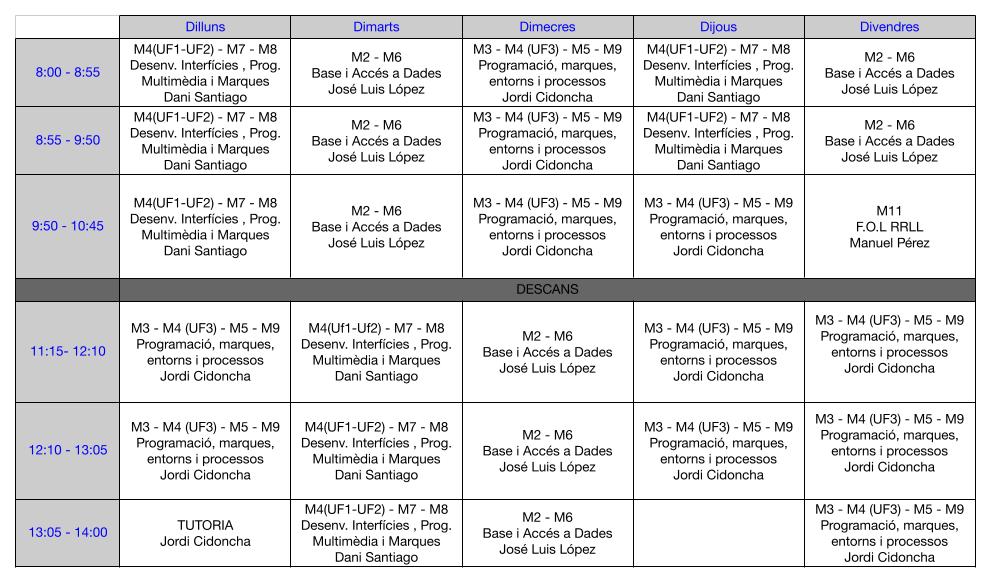 Dilluns Dimarts Dimecres Dijous Divendres
8:00 - 8:55
M4(UF1-UF2) - M7 - M8
Desenv. Interfícies , Prog.
Multimèdia i Marques
Dani Santiago
M2 - M6
Base i Accés a Dades
José Luis López
M3 - M4 (UF3) - M5 - M9
Programació, marques,
entorns i processos
Jordi Cidoncha
M4(UF1-UF2) - M7 - M8
Desenv. Interfícies , Prog.
Multimèdia i Marques
Dani Santiago
M2 - M6
Base i Accés a Dades
José Luis López
8:55 - 9:50
M4(UF1-UF2) - M7 - M8
Desenv. Interfícies , Prog.
Multimèdia i Marques
Dani Santiago
M2 - M6
Base i Accés a Dades
José Luis López
M3 - M4 (UF3) - M5 - M9
Programació, marques,
entorns i processos
Jordi Cidoncha
M4(UF1-UF2) - M7 - M8
Desenv. Interfícies , Prog.
Multimèdia i Marques
Dani Santiago
M2 - M6
Base i Accés a Dades
José Luis López
9:50 - 10:45
M4(UF1-UF2) - M7 - M8
Desenv. Interfícies , Prog.
Multimèdia i Marques
Dani Santiago
M2 - M6
Base i Accés a Dades
José Luis López
M3 - M4 (UF3) - M5 - M9
Programació, marques,
entorns i processos
Jordi Cidoncha
M3 - M4 (UF3) - M5 - M9
Programació, marques,
entorns i processos
Jordi Cidoncha
M11
F.O.L RRLL
Manuel Pérez
DESCANS
11:15- 12:10
M3 - M4 (UF3) - M5 - M9
Programació, marques,
entorns i processos
Jordi Cidoncha
M4(Uf1-Uf2) - M7 - M8
Desenv. Interfícies , Prog.
Multimèdia i Marques
Dani Santiago
M2 - M6
Base i Accés a Dades
José Luis López
M3 - M4 (UF3) - M5 - M9
Programació, marques,
entorns i processos
Jordi Cidoncha
M3 - M4 (UF3) - M5 - M9
Programació, marques,
entorns i processos
Jordi Cidoncha
12:10 - 13:05
M3 - M4 (UF3) - M5 - M9
Programació, marques,
entorns i processos
Jordi Cidoncha
M4(UF1-UF2) - M7 - M8
Desenv. Interfícies , Prog.
Multimèdia i Marques
Dani Santiago
M2 - M6
Base i Accés a Dades
José Luis López
M3 - M4 (UF3) - M5 - M9
Programació, marques,
entorns i processos
Jordi Cidoncha
M3 - M4 (UF3) - M5 - M9
Programació, marques,
entorns i processos
Jordi Cidoncha
13:05 - 14:00
TUTORIA
Jordi Cidoncha
M4(UF1-UF2) - M7 - M8
Desenv. Interfícies , Prog.
Multimèdia i Marques
Dani Santiago
M2 - M6
Base i Accés a Dades
José Luis López
M3 - M4 (UF3) - M5 - M9
Programació, marques,
entorns i processos
Jordi Cidoncha